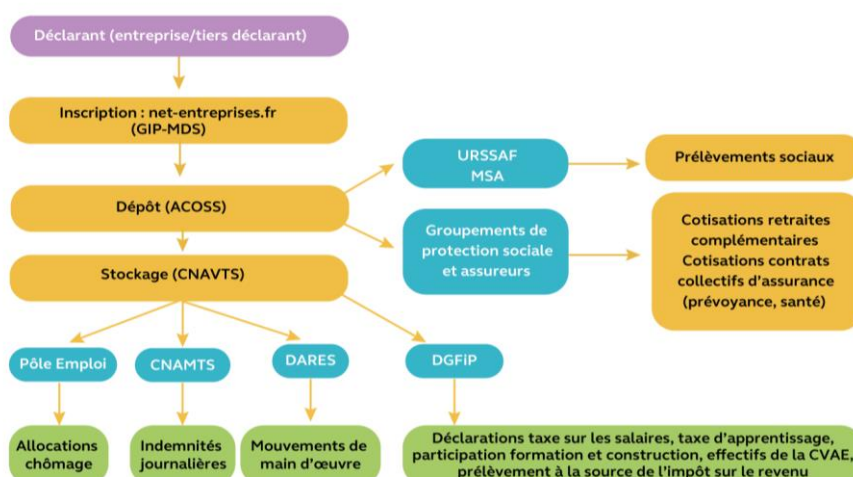 Déclarant (entreprise/tiers déclarant)
Inscription : net-entreprises.fr
(GIP-MDS)
Dépôt (ACOSS)
URSSAF
MSA
Prélèvements sociaux
Groupements de
protection sociale
et assureurs
Cotisations retraites
complémentaires
Cotisations contrats
collectifs d'assurance
(prévoyance, santé)
Stockage (CNAVTS)
Pôle Emploi
CNAMTS
DARES
DGFiP
Allocations
chômage
Indemnités
journalières
Mouvements de
main d'œuvre
Déclarations taxe sur les salaires, taxe d'apprentissage,
participation formation et construction, effectifs de la CVAE,
prélèvement à la source de l'impôt sur le revenu